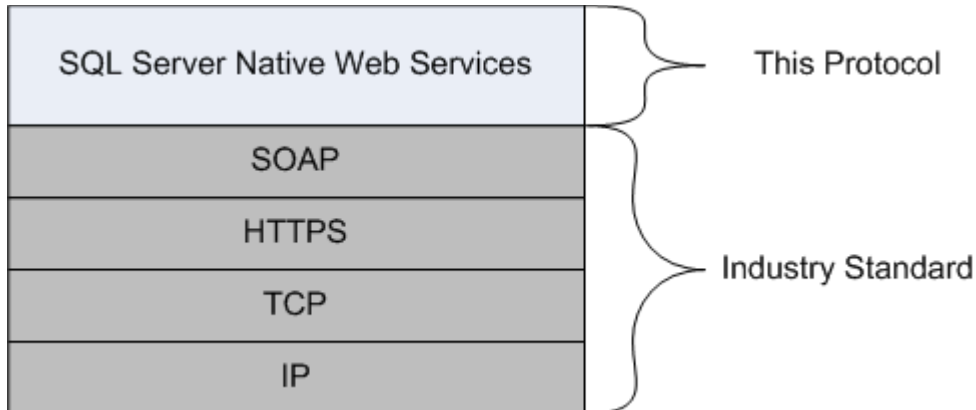 SQL Server Native Web Services
This Protocol
SOAP
HTTPS
TCP
IP
Industry Standard